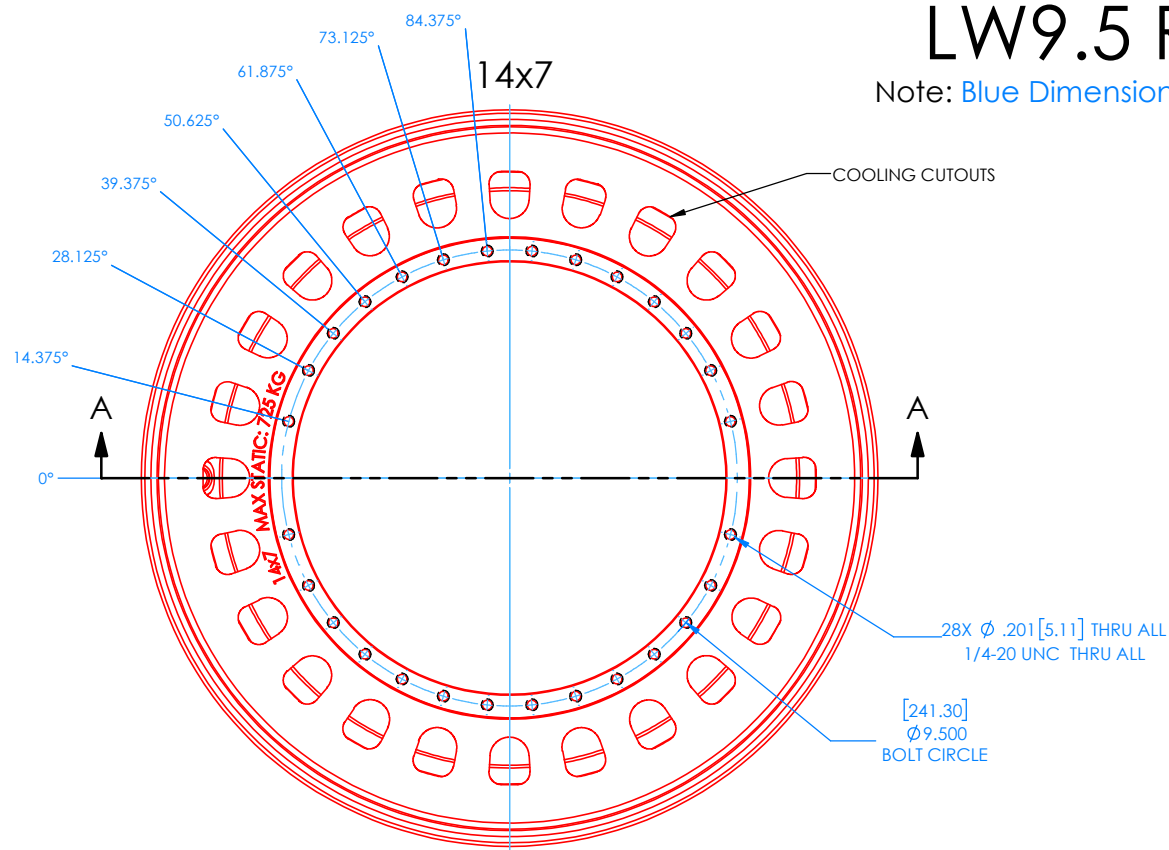 LW9.5 R
Note: Blue Dimension
14x7
84.375°
73.125°
61.875°
50.625°
39.375°
28.125°
14.375°
0°
COOLING CUTOUTS
A
A
MAX STATIC: 725 KG
14X7
28X Ø .201[5.11] THRU ALL
1/4-20 UNC THRU ALL
[241.30]
Ø9.500
BOLT CIRCLE